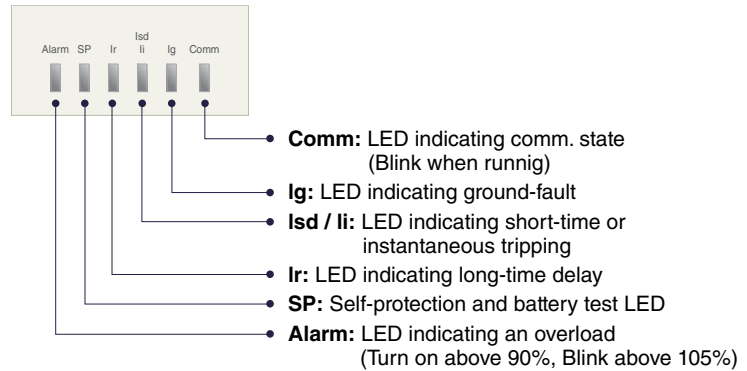 Isd
Alarm SP Ir Ii Ig Comm
Comm: LED indicating comm. state
(Blink when runnig)
Ig: LED indicating ground-fault
Isd / Ii: LED indicating short-time or
instantaneous tripping
Ir: LED indicating long-time delay
SP: Self-protection and battery test LED
Alarm: LED indicating an overload
(Turn on above 90%, Blink above 105%)